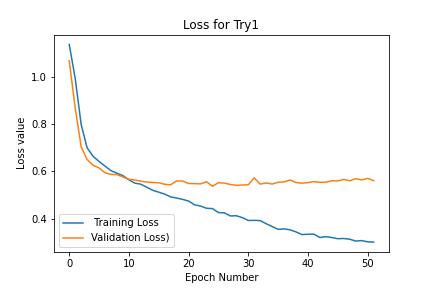 Loss for Try1
Loss value
1.0
0.8
0.6
0.4
Training Loss
Validation Loss)
0 10 20 30 40 50
Epoch Number